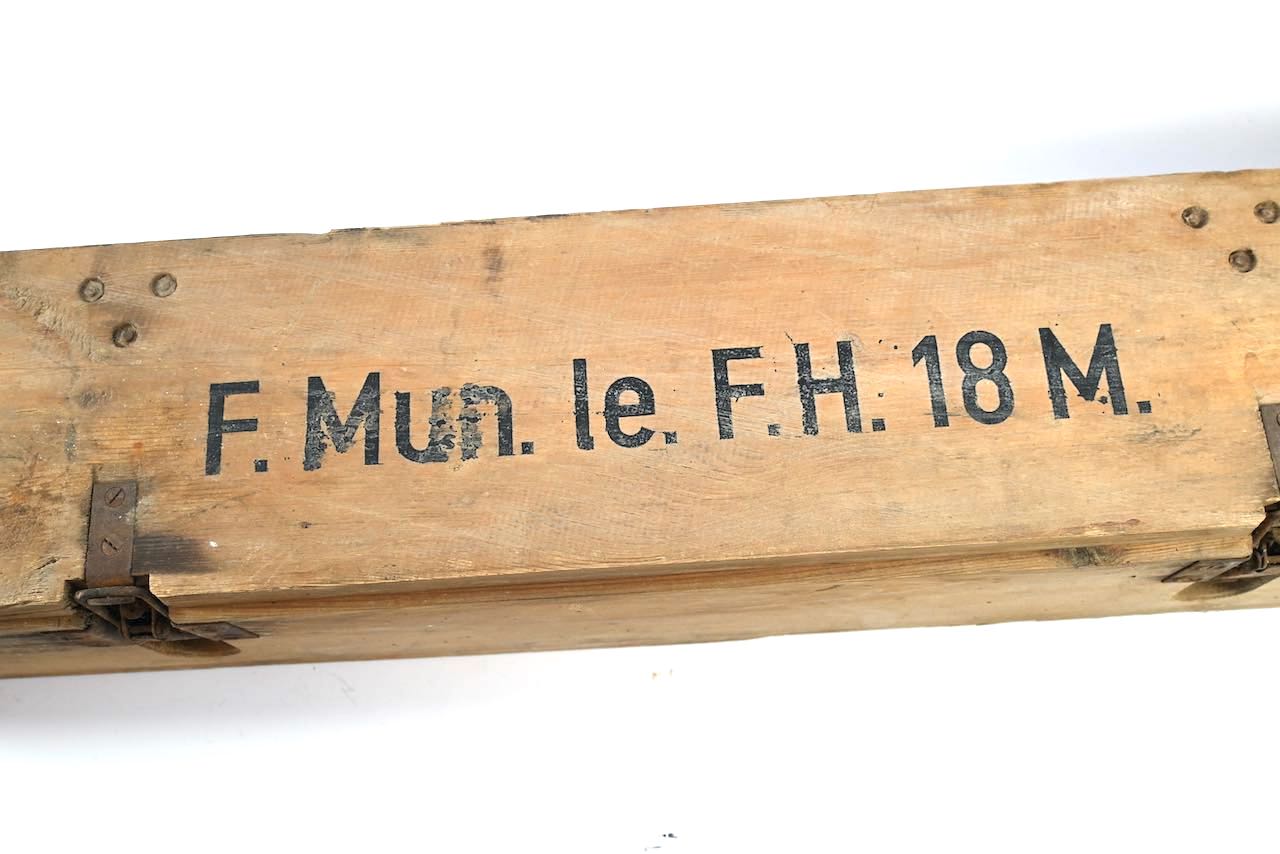 F. Mun. le. F. H. 18 M.